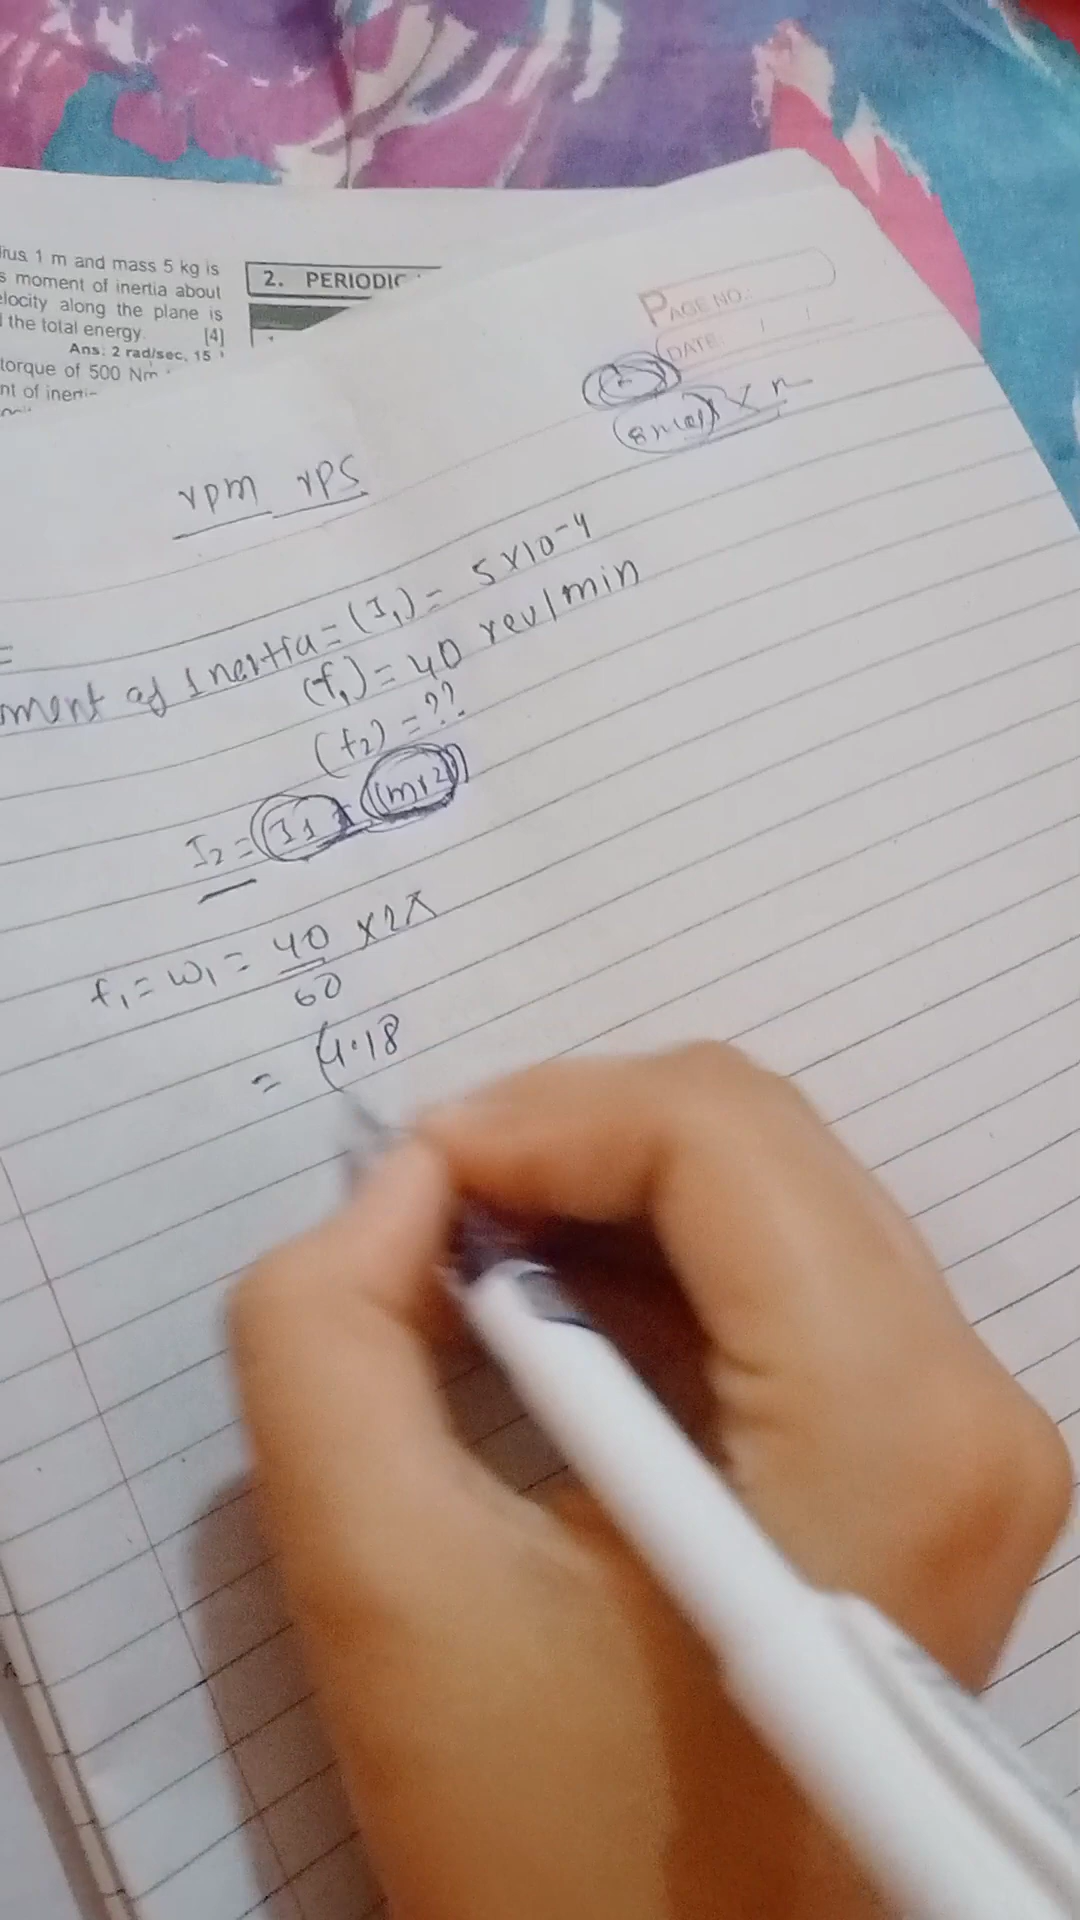 1 m and mass 5 kg is
moment of inertia about
elocity along the plane is
the total energy. [4]
Ans: 2 rad/sec, 15
torque of 500 Nm
nt of inerti
2. PERIODIC
PAGE NO.:
DATE: / /
× n
rpm rps
ment of Inertia = (I₁) = 5×10⁻⁴
(f₁) = 40 rev/min
(f₂) = ??
I₂ = (I1 + (mr2))
f₁ = ω₁ = 40/60 × 2π
= (4.18